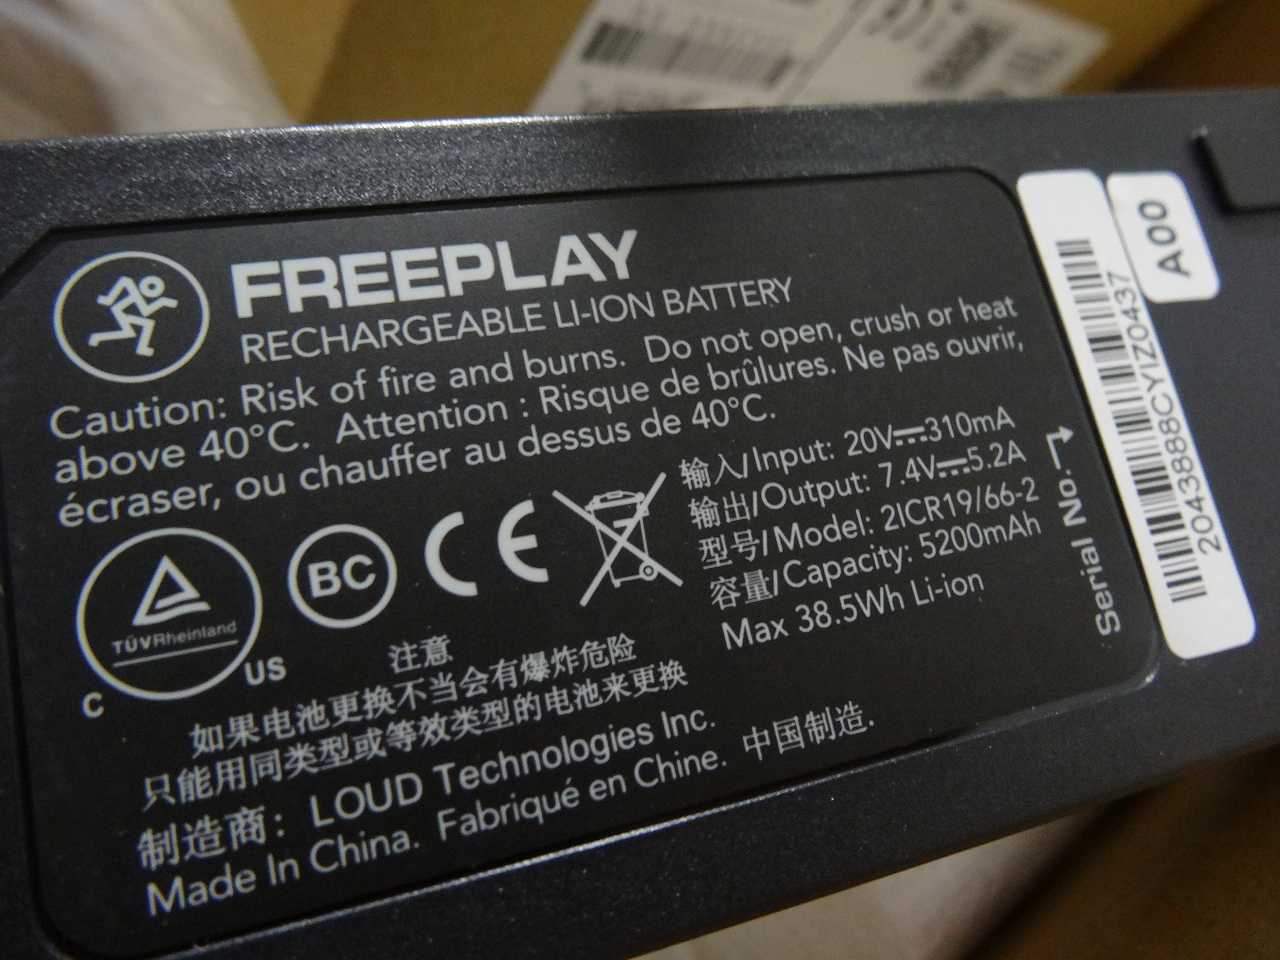 FREEPLAY
RECHARGEABLE LI-ION BATTERY
Caution: Risk of fire and burns. Do not open, crush or heat
above 40°C. Attention : Risque de brûlures. Ne pas ouvrir,
écraser, ou chauffer au dessus de 40°C.
输入/Input: 20V⎓310mA
输出/Output: 7.4V⎓5.2A
型号/Model: 2ICR19/66-2
容量/Capacity: 5200mAh
Max 38.5Wh Li-ion
TÜVRheinland
C US
BC
CE
注意
如果电池更换不当会有爆炸危险
只能用同类型或等效类型的电池来更换
制造商: LOUD Technologies Inc.
Made In China. Fabriqué en Chine. 中国制造.
Serial No.
2043888CYIZ0437
A00